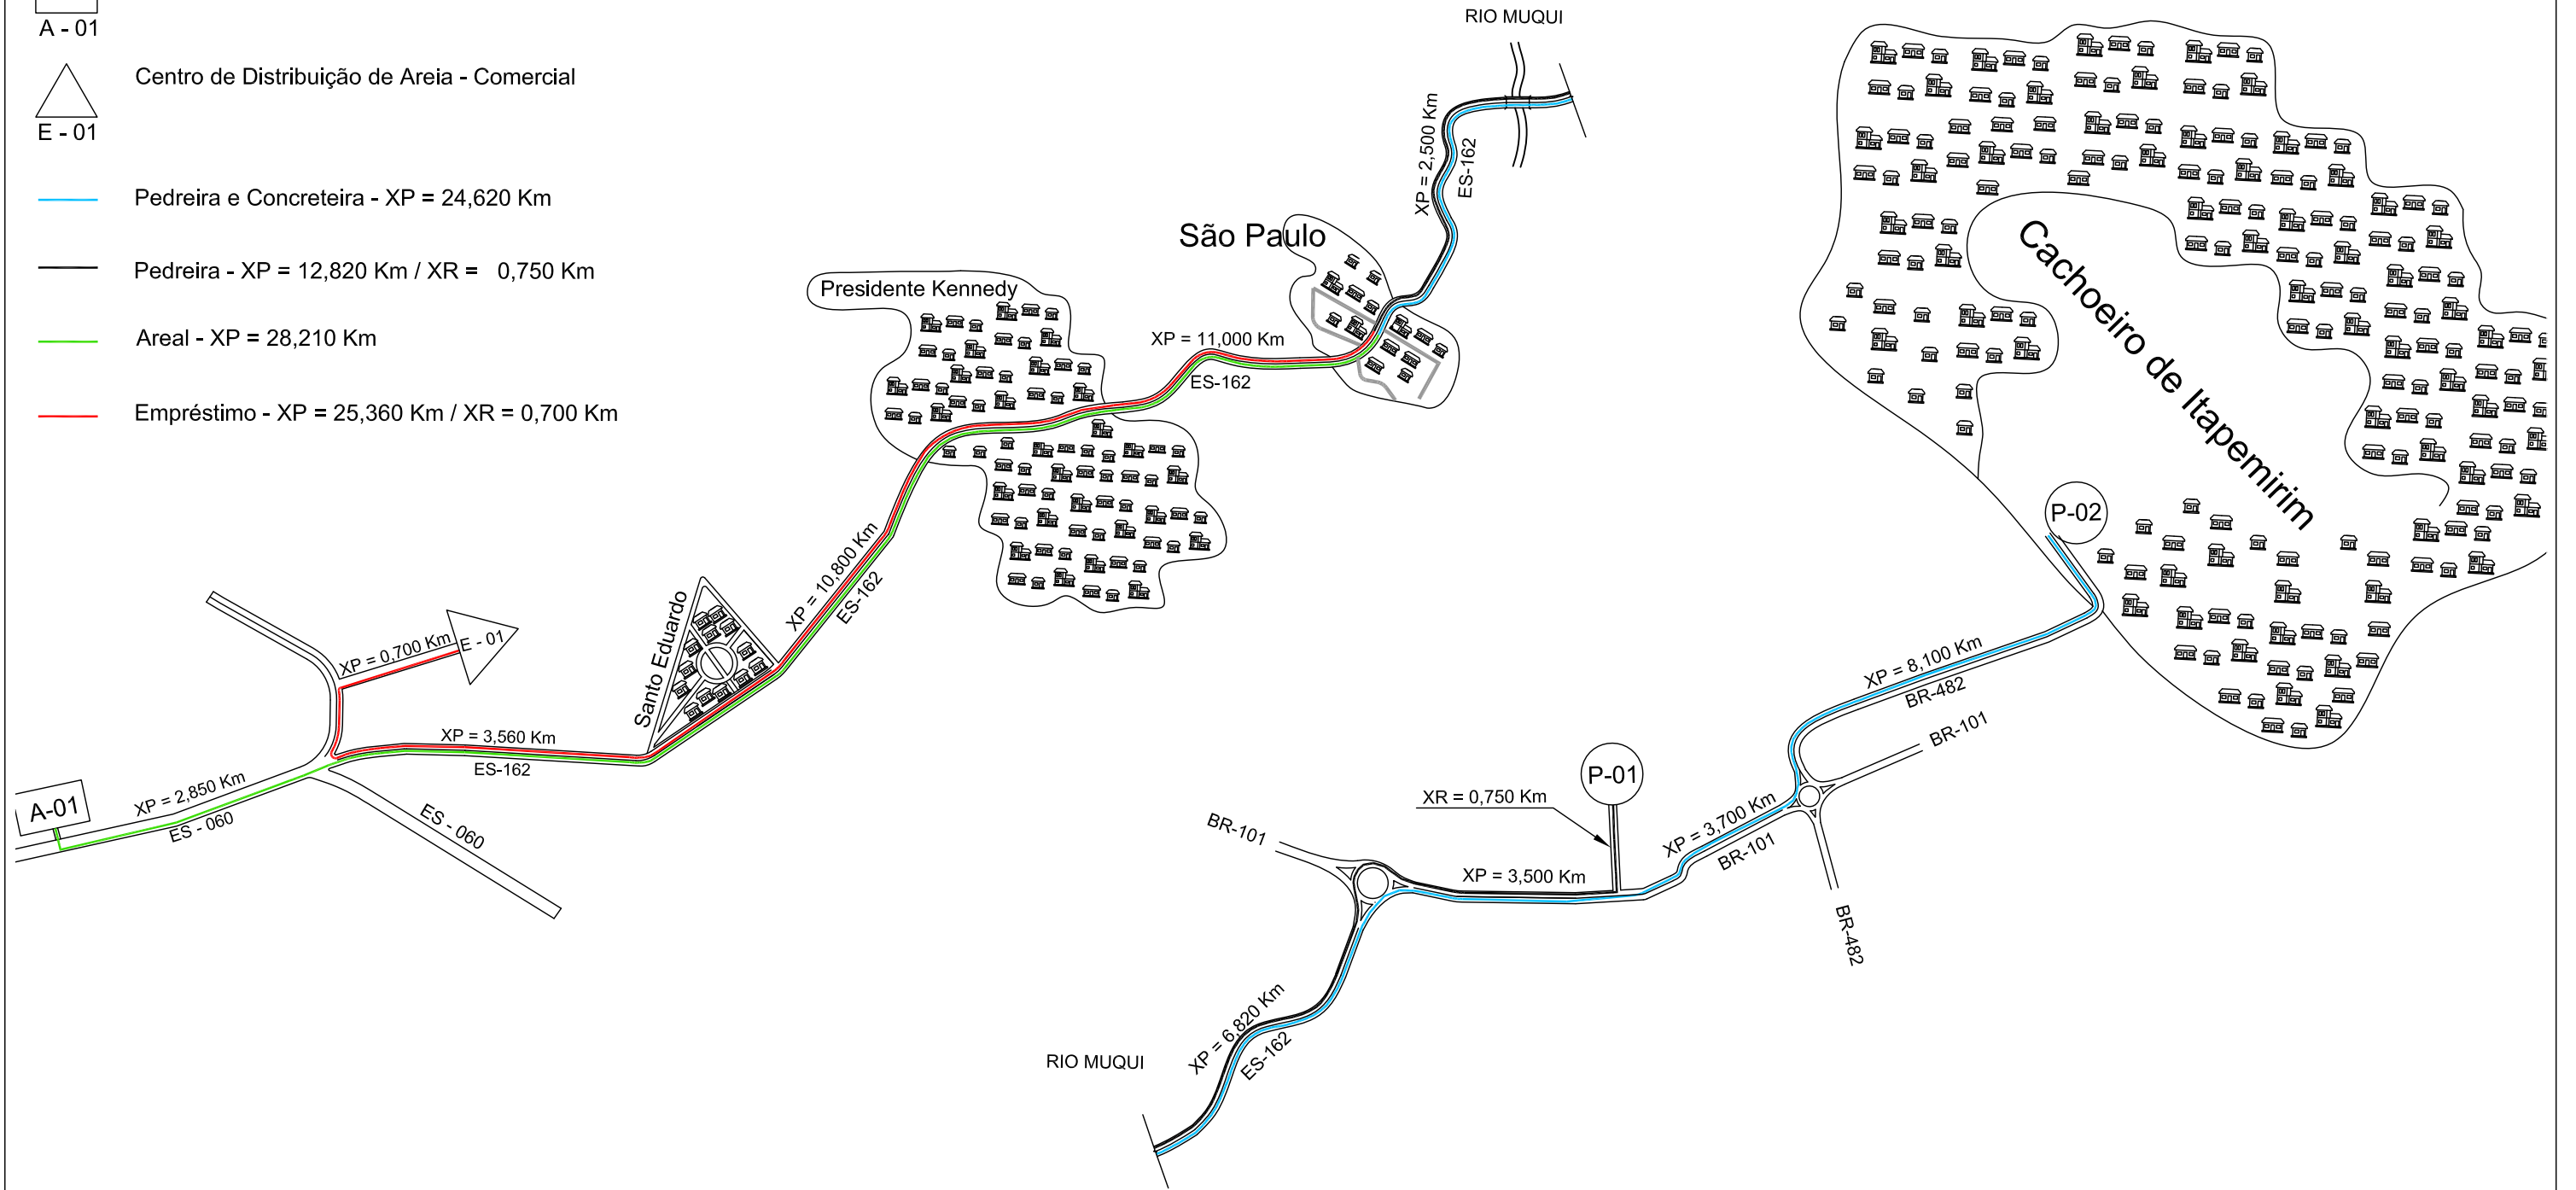 A - 01
Centro de Distribuição de Areia - Comercial
E - 01
Pedreira e Concreteira - XP = 24,620 Km
Pedreira - XP = 12,820 Km / XR = 0,750 Km
Areal - XP = 28,210 Km
Empréstimo - XP = 25,360 Km / XR = 0,700 Km
RIO MUQUI
XP = 2,500 Km
ES-162
São Paulo
Presidente Kennedy
XP = 11,000 Km
ES-162
Cachoeiro de Itapemirim
P-02
XP = 10,800 Km
ES-162
Santo Eduardo
XP = 0,700 Km
E - 01
XP = 3,560 Km
ES-162
A-01
XP = 2,850 Km
ES - 060
ES - 060
XP = 8,100 Km
BR-482
BR-101
P-01
XR = 0,750 Km
XP = 3,700 Km
BR-101
BR-101
XP = 3,500 Km
BR-482
XP = 6,820 Km
ES-162
RIO MUQUI